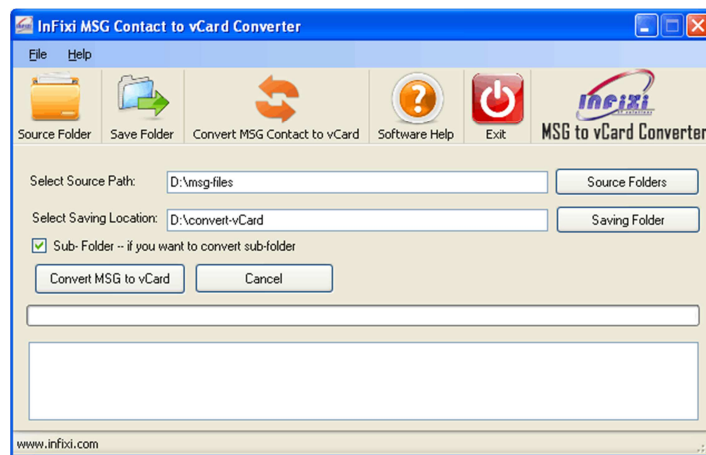 InFixi MSG Contact to vCard Converter
File Help
Source Folder Save Folder Convert MSG Contact to vCard Software Help Exit
INFIXI
MSG to vCard Converter
Select Source Path: D:\msg-files Source Folders
Select Saving Location: D:\convert-vCard Saving Folder
Sub- Folder -- if you want to convert sub-folder
Convert MSG to vCard Cancel
www.infixi.com